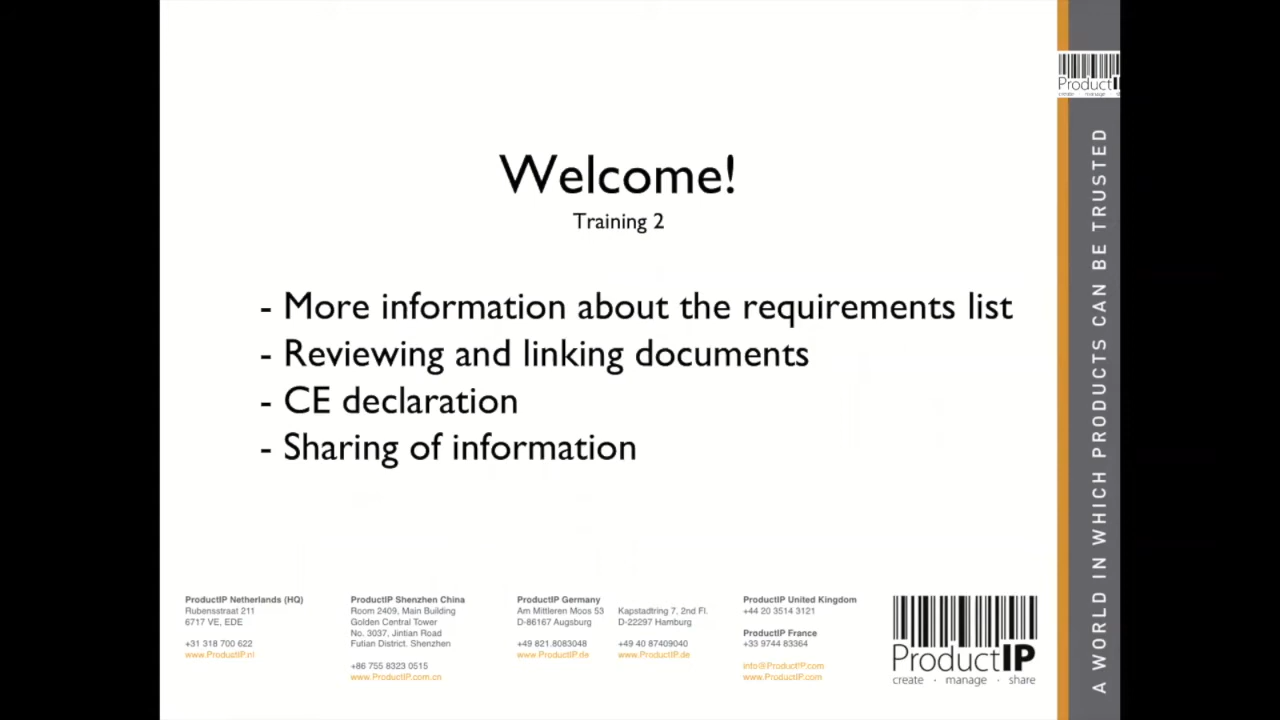 Welcome!
Training 2
- More information about the requirements list
- Reviewing and linking documents
- CE declaration
- Sharing of information
ProductIP Netherlands (HQ)
Rubensstraat 211
6717 VE, EDE
+31 318 700 622
www.ProductIP.nl
ProductIP Shenzhen China
Room 2409, Main Building
Golden Central Tower
No. 3037, Jintian Road
Futian District. Shenzhen
+86 755 8323 0515
www.ProductIP.com.cn
ProductIP Germany
Am Mittleren Moos 53
D-86167 Augsburg
+49 821.8083048
www.ProductIP.de
Kapstadtring 7. 2nd Fl.
D-22297 Hamburg
+49 40 87409040
www.ProductIP.de
ProductIP United Kingdom
+44 20 3514 3121
ProductIP France
+33 9744 83364
info@ProductIP.com
www.ProductIP.com
ProductIP
create · manage · share
ProductI
create · manage
A WORLD IN WHICH PRODUCTS CAN BE TRUSTED